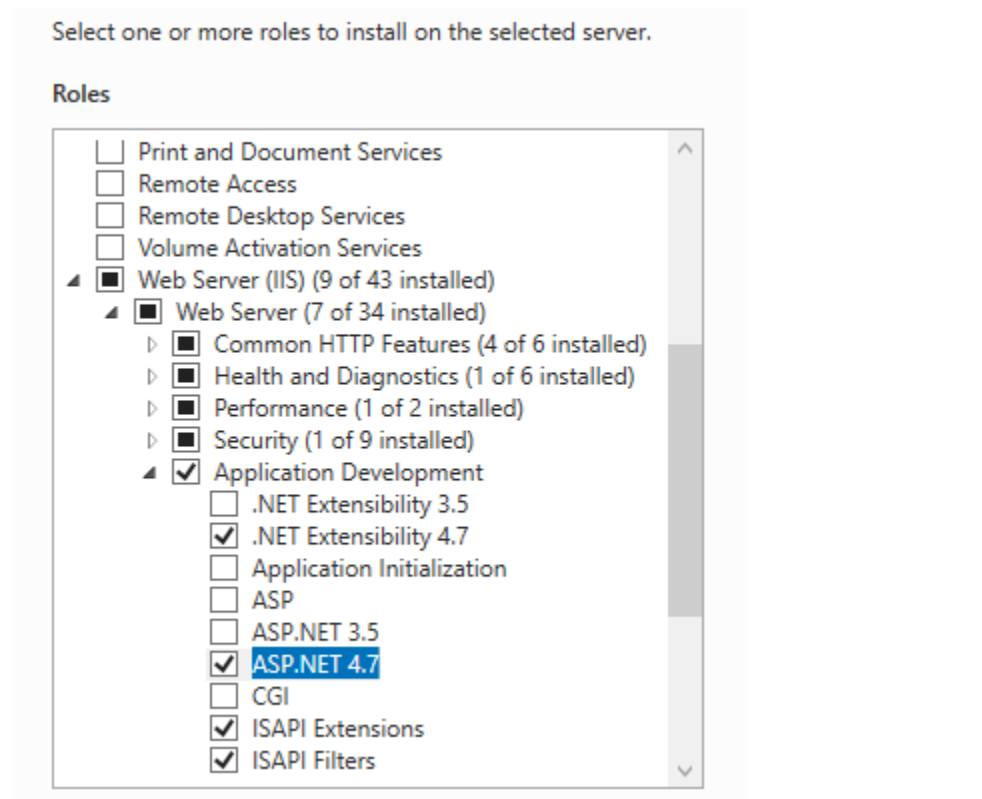 Select one or more roles to install on the selected server.
Roles
Print and Document Services
Remote Access
Remote Desktop Services
Volume Activation Services
Web Server (IIS) (9 of 43 installed)
Web Server (7 of 34 installed)
Common HTTP Features (4 of 6 installed)
Health and Diagnostics (1 of 6 installed)
Performance (1 of 2 installed)
Security (1 of 9 installed)
Application Development
.NET Extensibility 3.5
.NET Extensibility 4.7
Application Initialization
ASP
ASP.NET 3.5
ASP.NET 4.7
CGI
ISAPI Extensions
ISAPI Filters